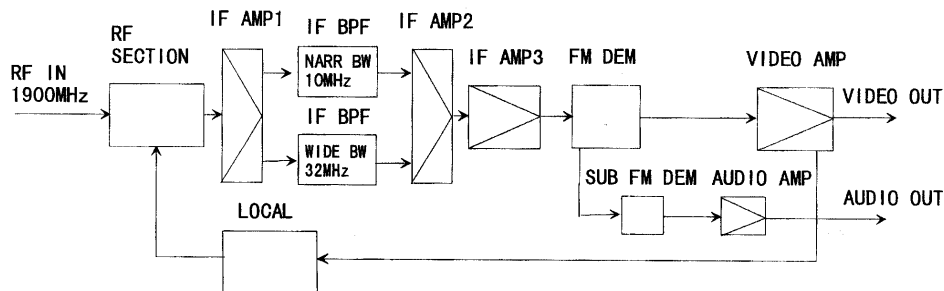 IF AMP1
IF BPF
IF AMP2
RF
SECTION
NARR BW
10MHz
IF AMP3
FM DEM
VIDEO AMP
RF IN
1900MHz
VIDEO OUT
IF BPF
WIDE BW
32MHz
SUB FM DEM
AUDIO AMP
AUDIO OUT
LOCAL